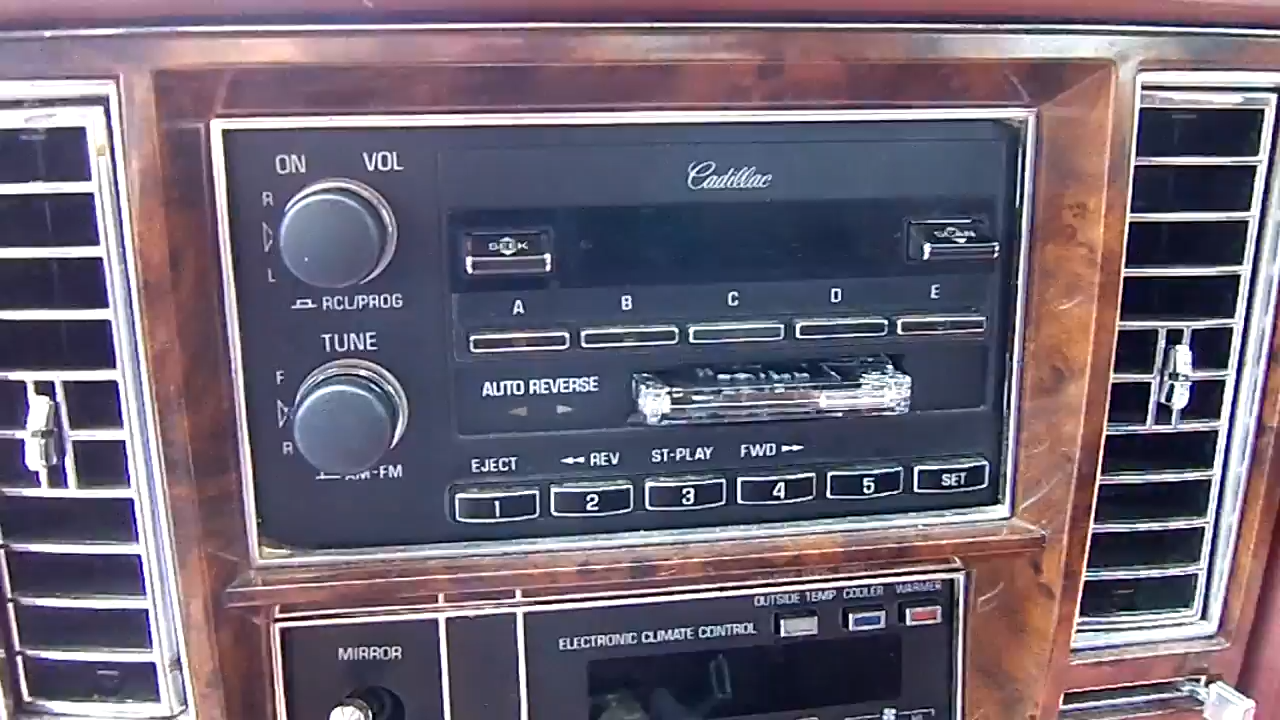 ON VOL
Cadillac
R
SEEK
SCAN
L
RCL/PROG
A B C D E
TUNE
F
AUTO REVERSE
R
AM-FM
EJECT REV ST-PLAY FWD
1 2 3 4 5 SET
OUTSIDE TEMP COOLER WARMER
ELECTRONIC CLIMATE CONTROL
MIRROR